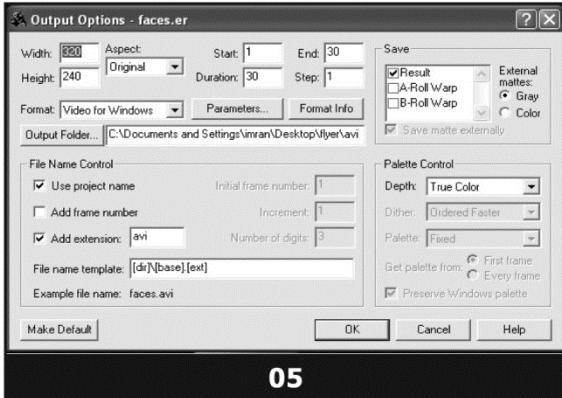 Output Options - faces.er
Width: 320 Aspect: Start: 1 End: 30
Height: 240 Original Duration: 30 Step: 1
Format: Video for Windows Parameters... Format Info
Output Folder... C:\Documents and Settings\imran\Desktop\flyer\avi
Save
Result
A-Roll Warp
B-Roll Warp
External mattes:
Gray
Color
Save matte externally
File Name Control
Use project name Initial frame number: 1
Add frame number Increment: 1
Add extension: avi Number of digits: 3
File name template: [dir]\[base].[ext]
Example file name: faces.avi
Palette Control
Depth: True Color
Dither: Ordered Faster
Palette: Fixed
Get palette from: First frame
Every frame
Preserve Windows palette
Make Default OK Cancel Help
05